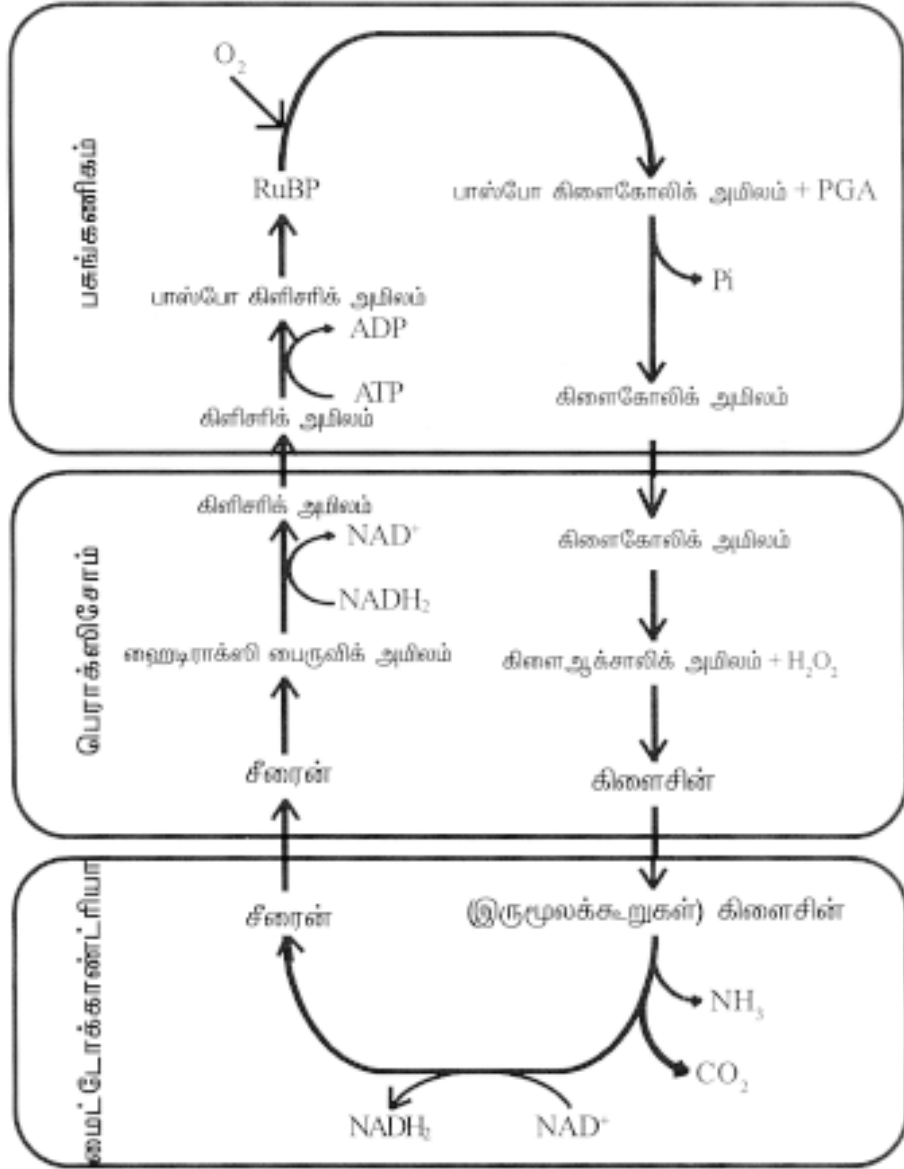 பசுங்கணிகம்
O₂
RuBP
பாஸ்போ கிளைகோலிக் அமிலம் + PGA
Pi
பாஸ்போ கிளிசரிக் அமிலம்
ADP
ATP
கிளைகோலிக் அமிலம்
கிளிசரிக் அமிலம்
பெராக்ஸிசோம்
கிளிசரிக் அமிலம்
NAD⁺
கிளைகோலிக் அமிலம்
NADH₂
ஹைடிராக்ஸி பைருவிக் அமிலம்
கிளைஆக்சாலிக் அமிலம் + H₂O₂
சீரைன்
கிளைசின்
மைட்டோக்காண்ட்ரியா
சீரைன்
(இருமூலக்கூறுகள்) கிளைசின்
NH₃
CO₂
NADH₂
NAD⁺